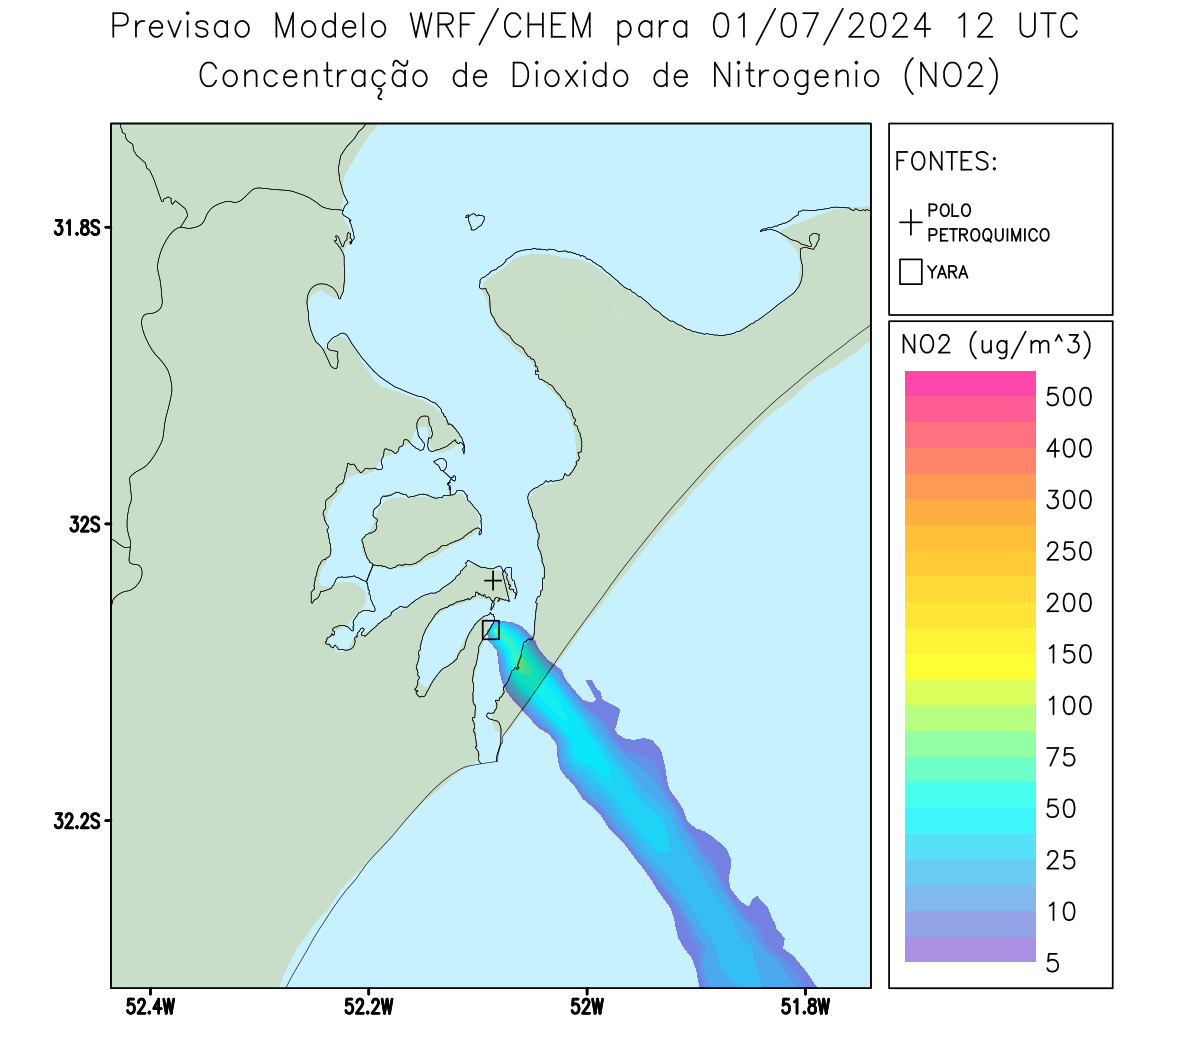 Previsao Modelo WRF/CHEM para 01/07/2024 12 UTC
Concentração de Dioxido de Nitrogenio (NO2)
FONTES:
POLO
PETROQUIMICO
YARA
NO2 (ug/m^3)
500
400
300
250
200
150
100
75
50
25
10
5
31.8S
32S
32.2S
52.4W
52.2W
52W
51.8W